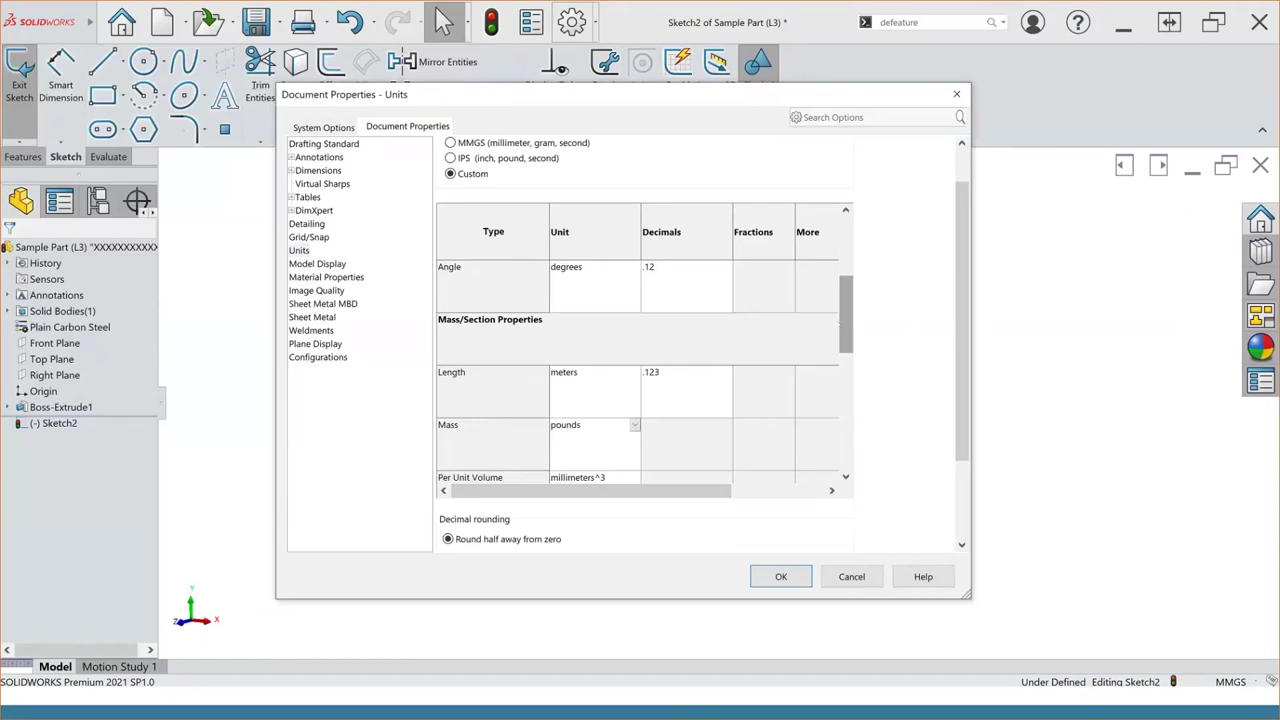 SOLIDWORKS
Sketch2 of Sample Part (L3) *
defeature
Exit
Sketch
Smart
Dimension
Trim
Entities
Mirror Entities
Features
Sketch
Evaluate
Sample Part (L3) "XXXXXXXXXXX
History
Sensors
Annotations
Solid Bodies(1)
Plain Carbon Steel
Front Plane
Top Plane
Right Plane
Origin
Boss-Extrude1
(-) Sketch2
Document Properties - Units
Search Options
System Options
Document Properties
Drafting Standard
Annotations
Dimensions
Virtual Sharps
Tables
DimXpert
Detailing
Grid/Snap
Units
Model Display
Material Properties
Image Quality
Sheet Metal MBD
Sheet Metal
Weldments
Plane Display
Configurations
MMGS (millimeter, gram, second)
IPS (inch, pound, second)
Custom
Type Unit Decimals Fractions More
Angle degrees .12
Mass/Section Properties
Length meters .123
Mass pounds
Per Unit Volume millimeters^3
Decimal rounding
Round half away from zero
OK Cancel Help
Y
Z X
Model
Motion Study 1
SOLIDWORKS Premium 2021 SP1.0
Under Defined Editing Sketch2 MMGS